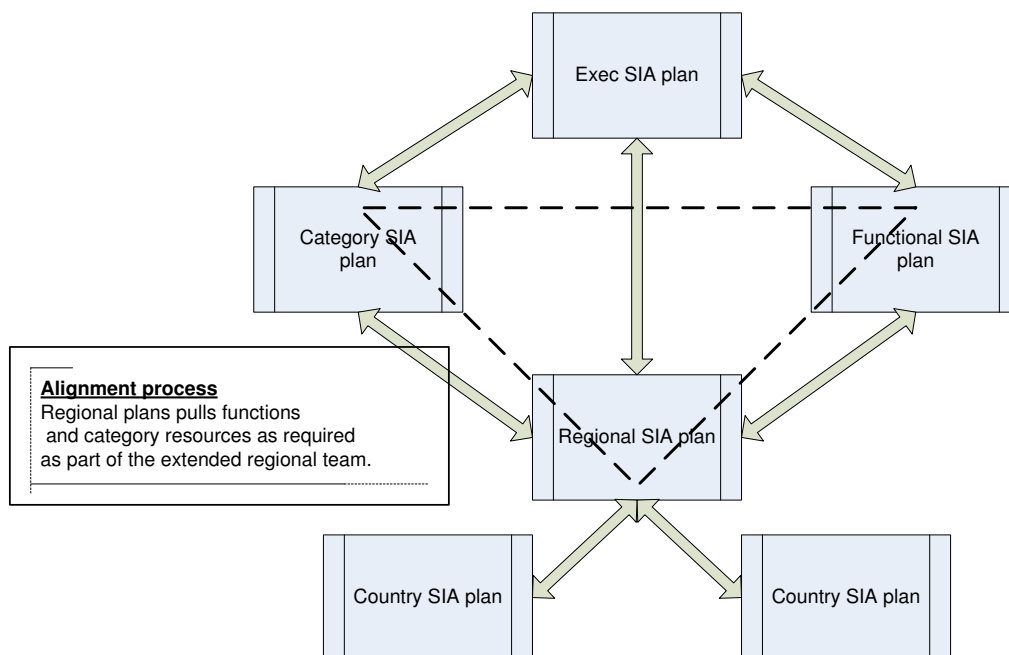 Exec SIA plan
Category SIA
plan
Functional SIA
plan
Alignment process
Regional plans pulls functions
and category resources as required
as part of the extended regional team.
Regional SIA plan
Country SIA plan
Country SIA plan